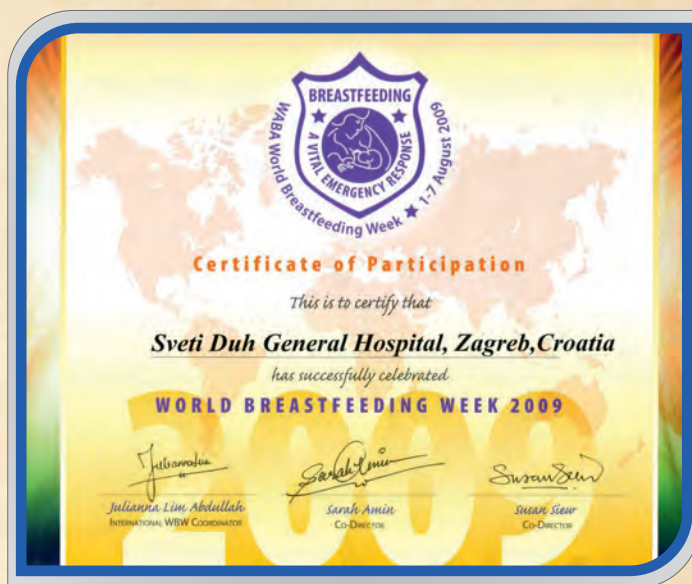 BREASTFEEDING
A VITAL EMERGENCY RESPONSE
WABA World Breastfeeding Week ★ 1-7 August 2009
Certificate of Participation
This is to certify that
Sveti Duh General Hospital, Zagreb,Croatia
has successfully celebrated
WORLD BREASTFEEDING WEEK 2009
2009
Julianna Lim Abdullah
INTERNATIONAL WBW COORDINATOR
Sarah Amin
CO-DIRECTOR
Susan Siew
CO-DIRECTOR